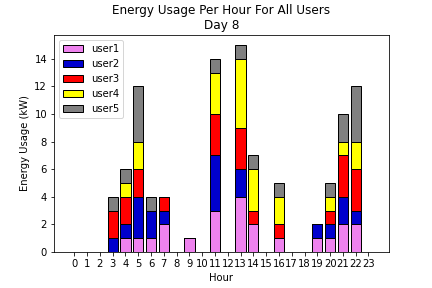 Energy Usage Per Hour For All Users
Day 8
user1
user2
user3
user4
user5
Energy Usage (kW)
14
12
10
8
6
4
2
0
0 1 2 3 4 5 6 7 8 9 10 11 12 13 14 15 16 17 18 19 20 21 22 23
Hour